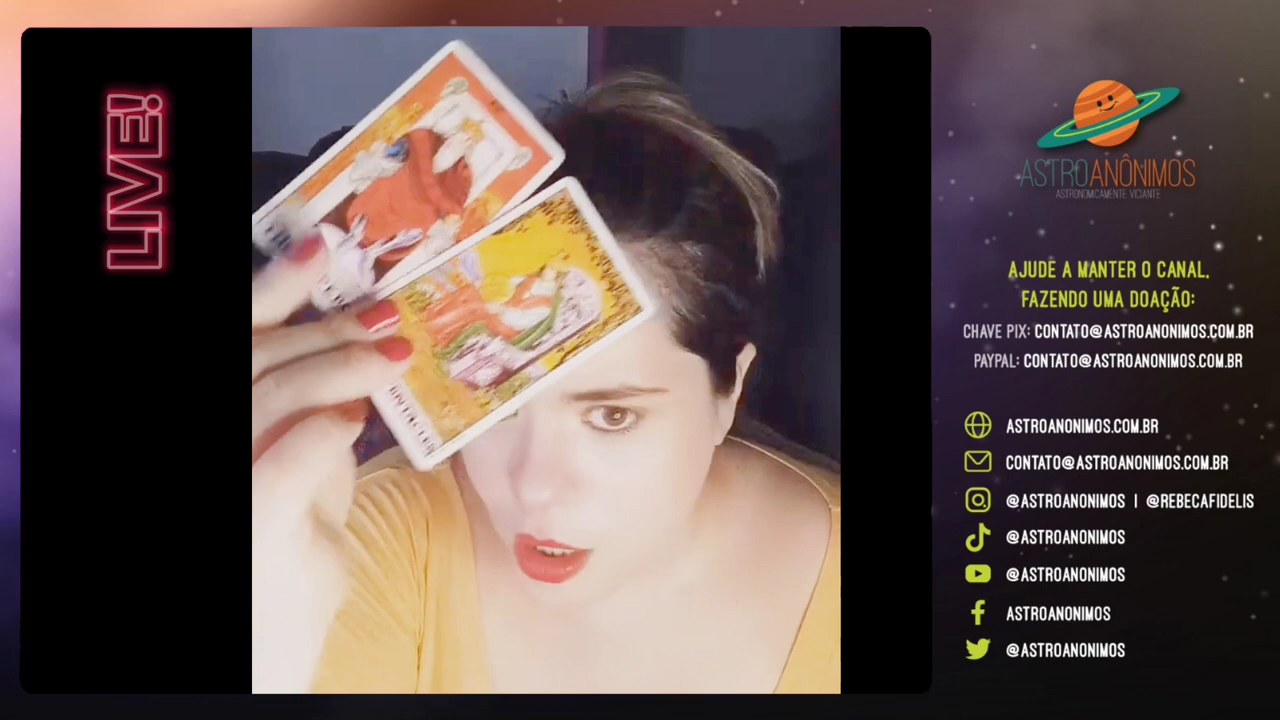 LIVE!
ASTROANÔNIMOS
ASTRONOMICAMENTE VICIANTE
AJUDE A MANTER O CANAL,
FAZENDO UMA DOAÇÃO:
CHAVE PIX: CONTATO@ASTROANONIMOS.COM.BR
PAYPAL: CONTATO@ASTROANONIMOS.COM.BR
ASTROANONIMOS.COM.BR
CONTATO@ASTROANONIMOS.COM.BR
@ASTROANONIMOS | @REBECAFIDELIS
@ASTROANONIMOS
@ASTROANONIMOS
ASTROANONIMOS
@ASTROANONIMOS